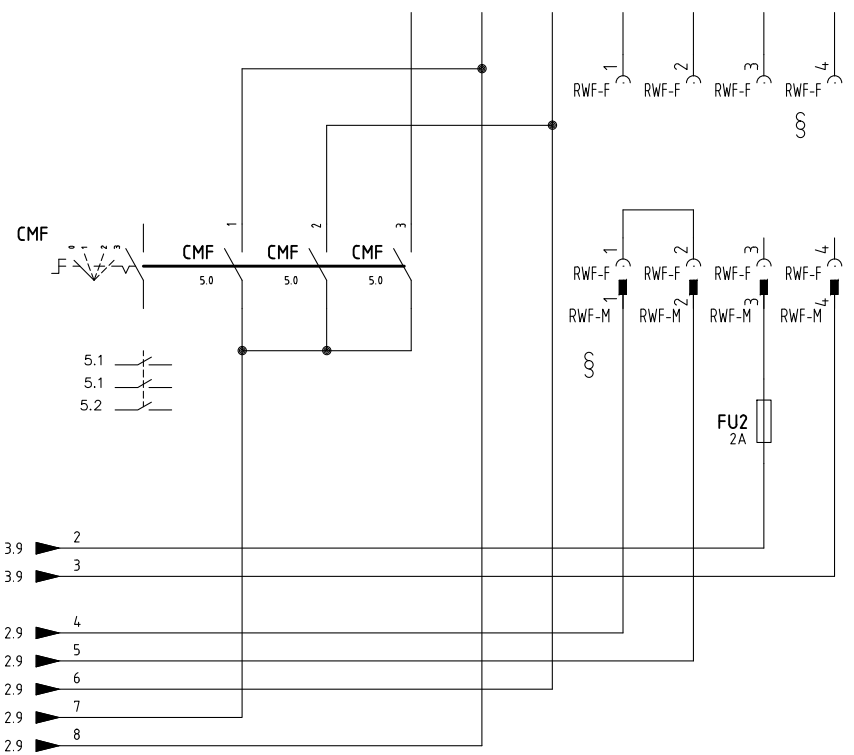 1 2 3 4
RWF-F RWF-F RWF-F RWF-F
§
CMF
0 1 2 3
1 2 3
CMF CMF CMF
5.0 5.0 5.0
1 2 3 4
RWF-F RWF-F RWF-F RWF-F
1 2 3 4
RWF-M RWF-M RWF-M RWF-M
§
5.1
5.1
5.2
FU2
2A
3.9 2
3.9 3
2.9 4
2.9 5
2.9 6
2.9 7
2.9 8